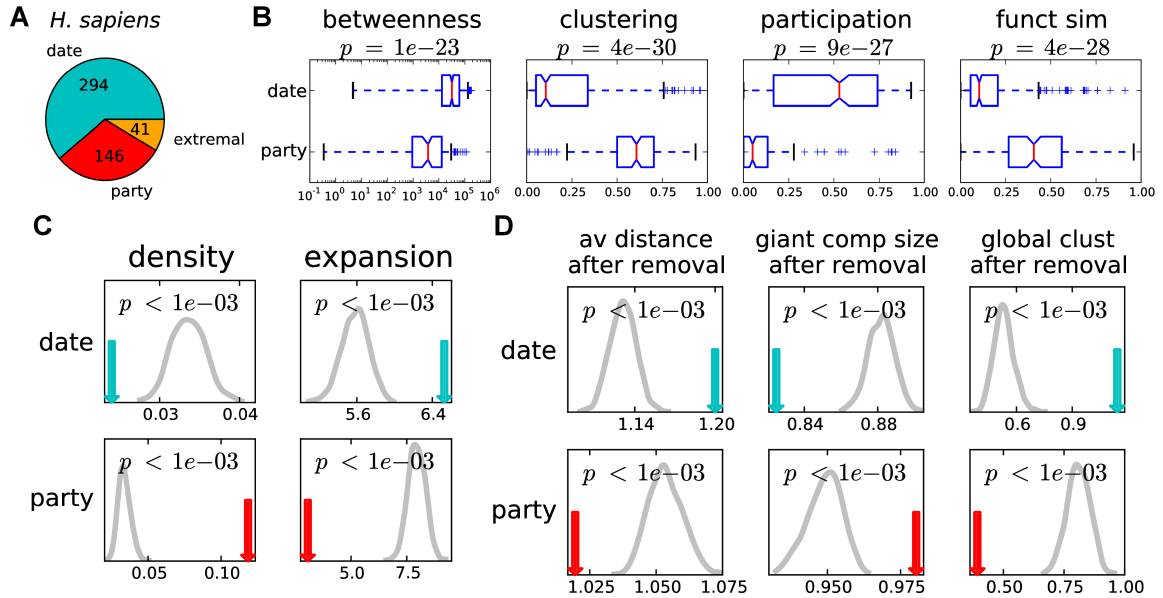 A
H. sapiens
date
294
41
extremal
146
party
B
betweenness
p = 1e−23
clustering
p = 4e−30
participation
p = 9e−27
funct sim
p = 4e−28
date
party
10^-1 10^0 10^1 10^2 10^3 10^4 10^5 10^6
0.00 0.25 0.50 0.75 1.00
0.00 0.25 0.50 0.75 1.00
0.00 0.25 0.50 0.75 1.00
C
density
expansion
date
p < 1e−03
p < 1e−03
0.03 0.04
5.6 6.4
party
p < 1e−03
p < 1e−03
0.05 0.10
5.0 7.5
D
av distance
after removal
giant comp size
after removal
global clust
after removal
date
p < 1e−03
p < 1e−03
p < 1e−03
1.14 1.20
0.84 0.88
0.6 0.9
party
p < 1e−03
p < 1e−03
p < 1e−03
1.025 1.050 1.075
0.950 0.975
0.50 0.75 1.00